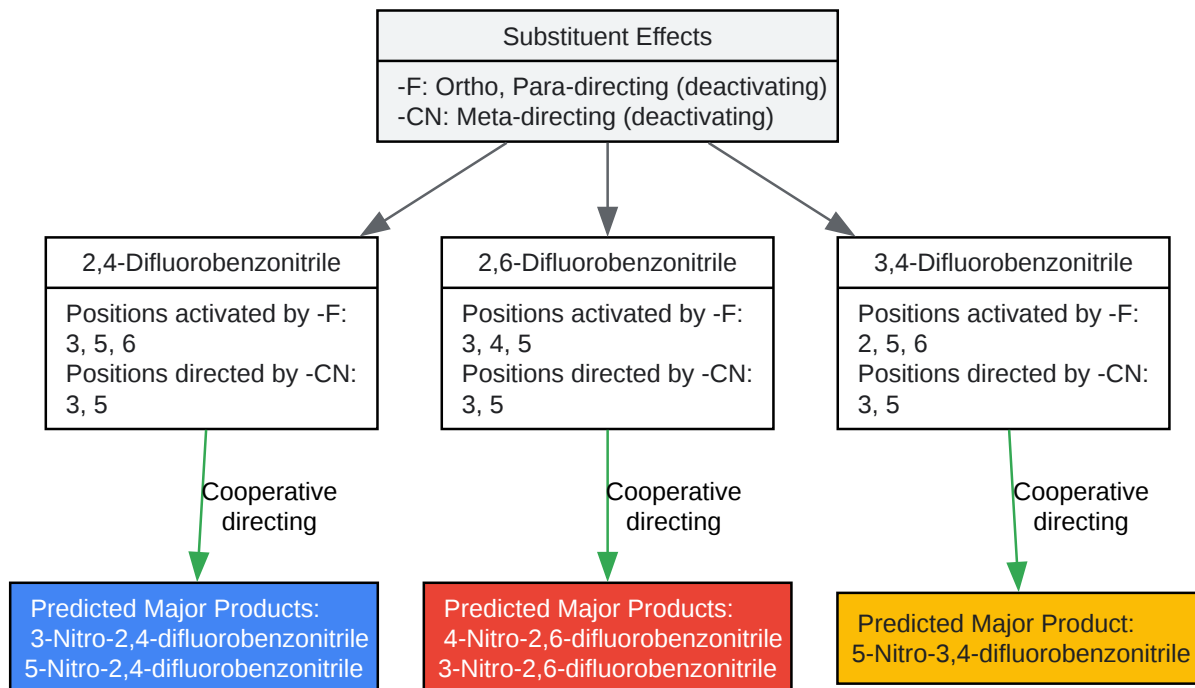 Substituent Effects
-F: Ortho, Para-directing (deactivating)
-CN: Meta-directing (deactivating)
2,4-Difluorobenzonitrile
Positions activated by -F:
3, 5, 6
Positions directed by -CN:
3, 5
2,6-Difluorobenzonitrile
Positions activated by -F:
3, 4, 5
Positions directed by -CN:
3, 5
3,4-Difluorobenzonitrile
Positions activated by -F:
2, 5, 6
Positions directed by -CN:
3, 5
Cooperative
directing
Cooperative
directing
Cooperative
directing
Predicted Major Products:
3-Nitro-2,4-difluorobenzonitrile
5-Nitro-2,4-difluorobenzonitrile
Predicted Major Products:
4-Nitro-2,6-difluorobenzonitrile
3-Nitro-2,6-difluorobenzonitrile
Predicted Major Product:
5-Nitro-3,4-difluorobenzonitrile